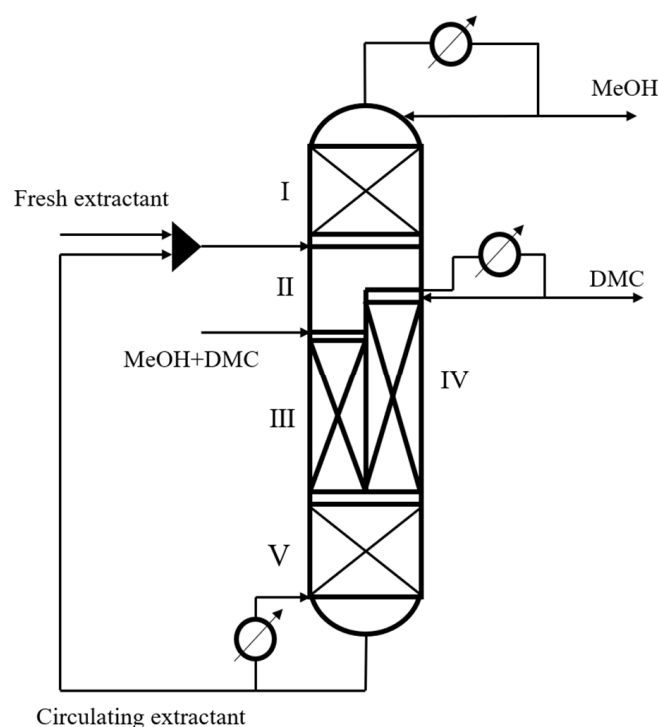 MeOH
I
Fresh extractant
II
DMC
MeOH+DMC
IV
III
V
Circulating extractant